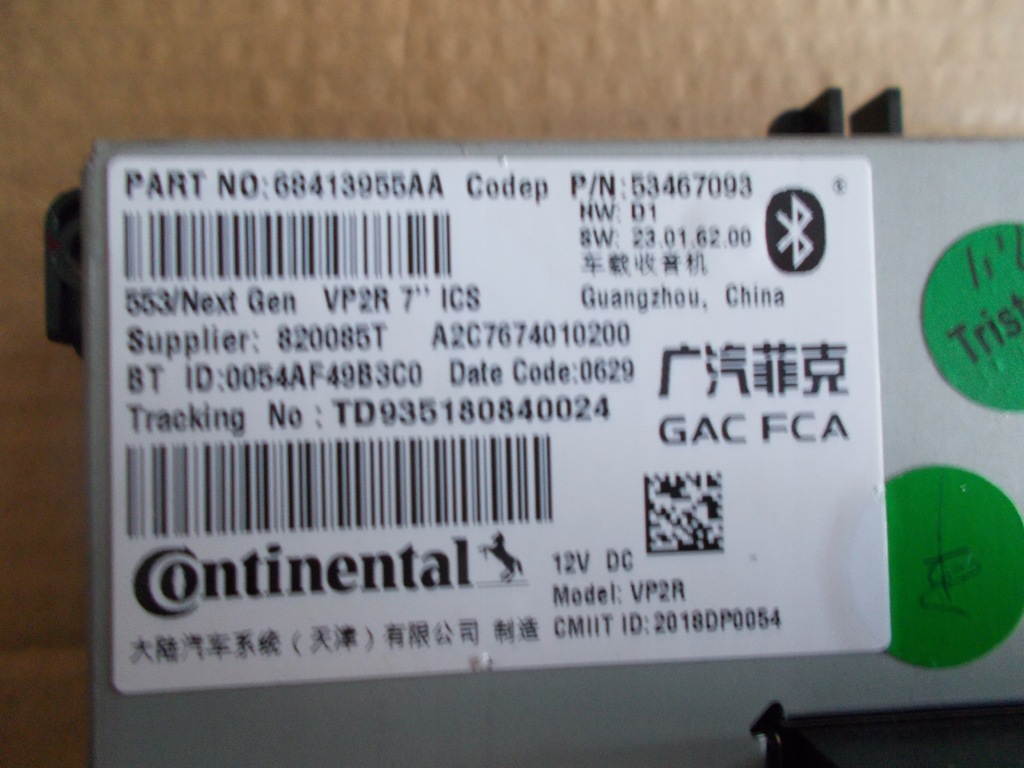 PART NO:68413955AA Codep P/N:53467093
HW: D1
SW: 23.01.62.00
车载收音机
553/Next Gen VP2R 7'' ICS
Guangzhou, China
Supplier: 820085T A2C7674010200
BT ID:0054AF49B3C0 Date Code:0629
Tracking No : TD935180840024
广汽菲克
GAC FCA
Continental
12V DC
Model: VP2R
大陆汽车系统（天津）有限公司 制造
CMIIT ID: 2018DP0054
®
Trist